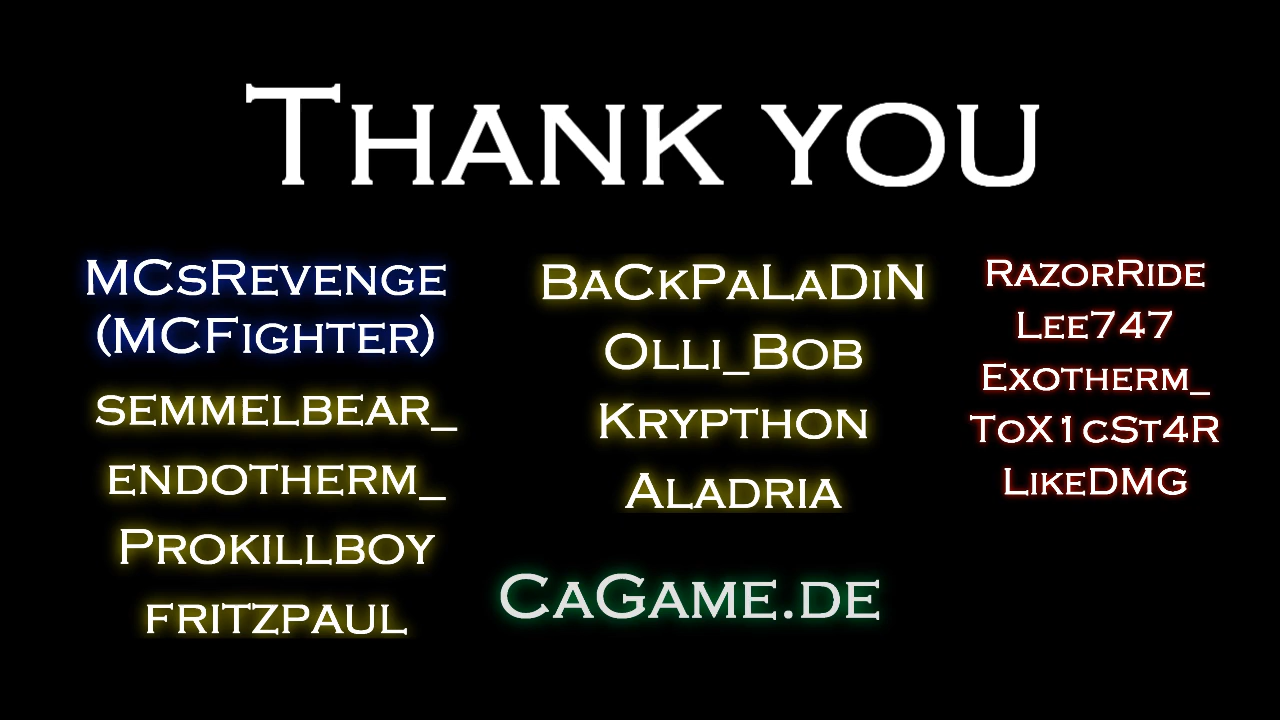 Thank you
MCsRevenge
(MCFighter)
semmelbear_
endotherm_
Prokillboy
fritzpaul
BaCkPaLaDiN
Olli_Bob
Krypthon
Aladria
CaGame.de
RazorRide
Lee747
Exotherm_
ToX1cSt4R
LikeDMG